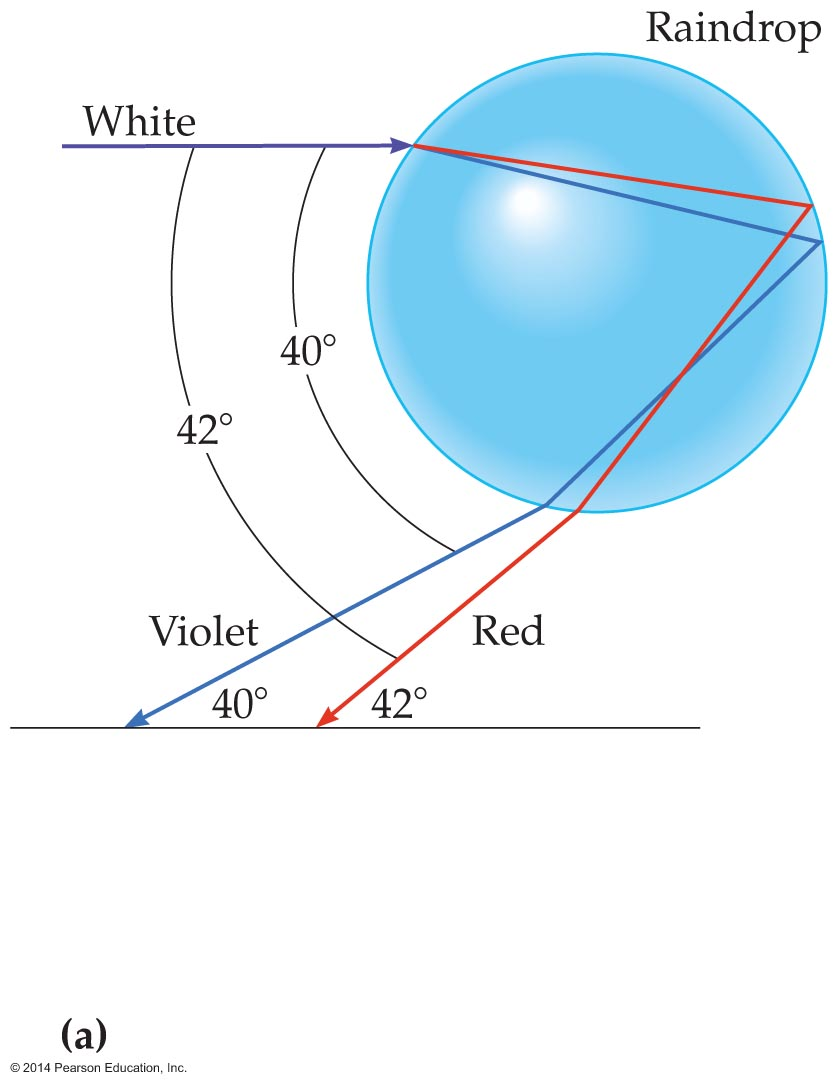 Raindrop
White
40°
42°
Violet
Red
40°
42°
(a)
© 2014 Pearson Education, Inc.